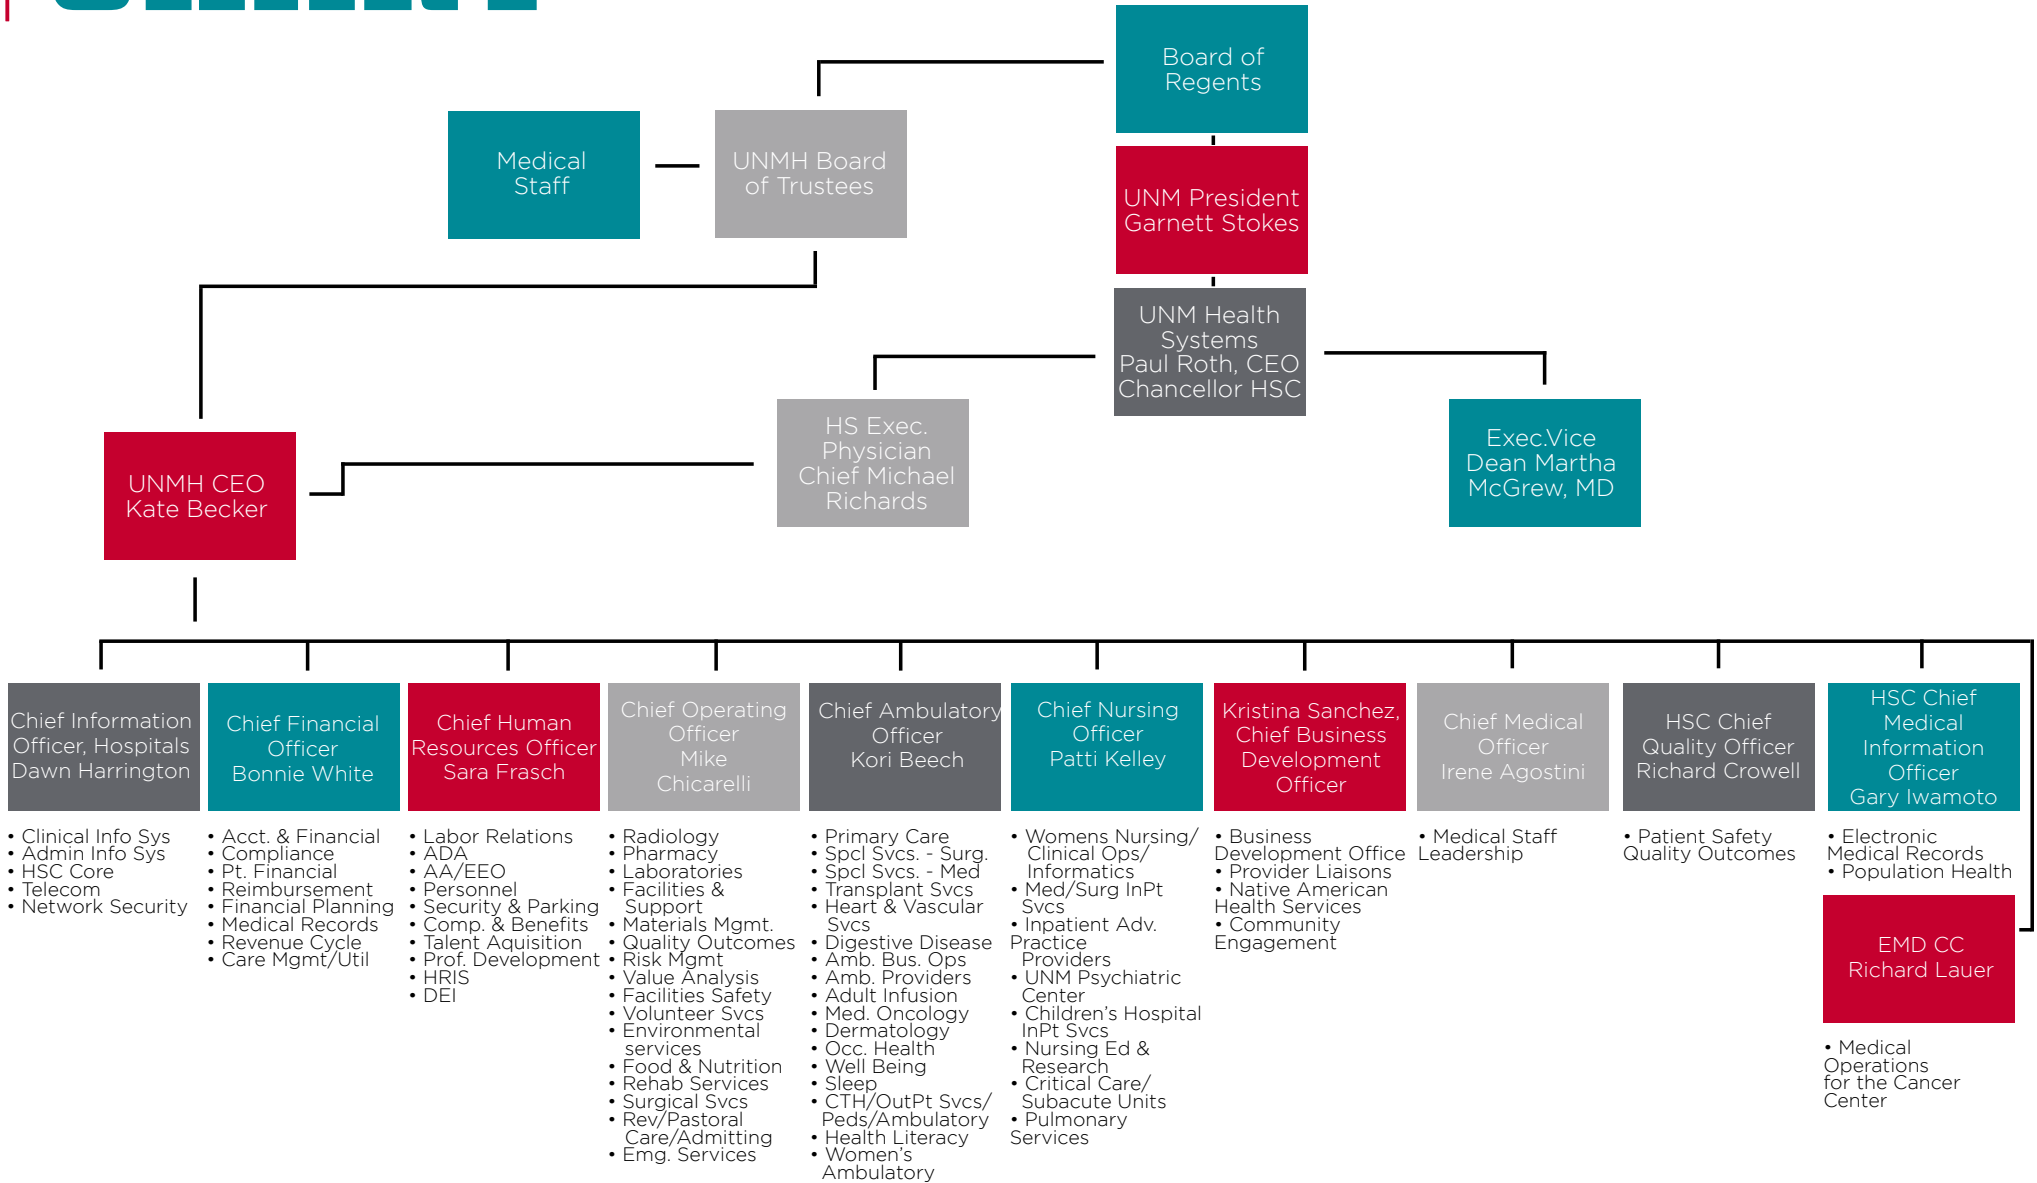 Board of
Regents
Medical
Staff
UNMH Board
of Trustees
UNM President
Garnett Stokes
UNM Health
Systems
Paul Roth, CEO
Chancellor HSC
HS Exec.
Physician
Chief Michael
Richards
Exec.Vice
Dean Martha
McGrew, MD
UNMH CEO
Kate Becker
Chief Information
Officer, Hospitals
Dawn Harrington
• Clinical Info Sys
• Admin Info Sys
• HSC Core
• Telecom
• Network Security
Chief Financial
Officer
Bonnie White
• Acct. & Financial
• Compliance
• Pt. Financial
• Reimbursement
• Financial Planning
• Medical Records
• Revenue Cycle
• Care Mgmt/Util
Chief Human
Resources Officer
Sara Frasch
• Labor Relations
• ADA
• AA/EEO
• Personnel
• Security & Parking
• Comp. & Benefits
• Talent Aquisition
• Prof. Development
• HRIS
• DEI
Chief Operating
Officer
Mike
Chicarelli
• Radiology
• Pharmacy
• Laboratories
• Facilities &
Support
• Materials Mgmt.
• Quality Outcomes
• Risk Mgmt
• Value Analysis
• Facilities Safety
• Volunteer Svcs
• Environmental
services
• Food & Nutrition
• Rehab Services
• Surgical Svcs
• Rev/Pastoral
Care/Admitting
• Emg. Services
Chief Ambulatory
Officer
Kori Beech
• Primary Care
• Spcl Svcs. - Surg.
• Spcl Svcs. - Med
• Transplant Svcs
• Heart & Vascular
Svcs
• Digestive Disease
• Amb. Bus. Ops
• Amb. Providers
• Adult Infusion
• Med. Oncology
• Dermatology
• Occ. Health
• Well Being
• Sleep
• CTH/OutPt Svcs/
Peds/Ambulatory
• Health Literacy
• Women's
Ambulatory
Chief Nursing
Officer
Patti Kelley
• Womens Nursing/
Clinical Ops/
Informatics
• Med/Surg InPt
Svcs
• Inpatient Adv.
Practice
Providers
• UNM Psychiatric
Center
• Children's Hospital
InPt Svcs
• Nursing Ed &
Research
• Critical Care/
Subacute Units
• Pulmonary
Services
Kristina Sanchez,
Chief Business
Development
Officer
• Business
Development Office
• Provider Liaisons
• Native American
Health Services
• Community
Engagement
Chief Medical
Officer
Irene Agostini
• Medical Staff
Leadership
HSC Chief
Quality Officer
Richard Crowell
• Patient Safety
Quality Outcomes
HSC Chief
Medical
Information
Officer
Gary Iwamoto
• Electronic
Medical Records
• Population Health
EMD CC
Richard Lauer
• Medical
Operations
for the Cancer
Center